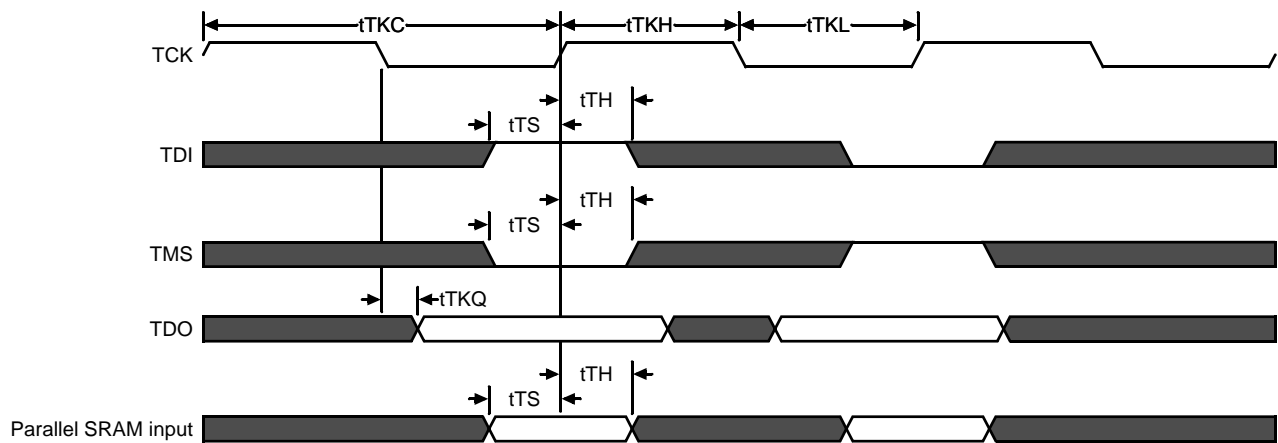 tTKC
tTKH
tTKL
TCK
tTH
tTS
TDI
tTH
tTS
TMS
tTKQ
TDO
tTH
tTS
Parallel SRAM input